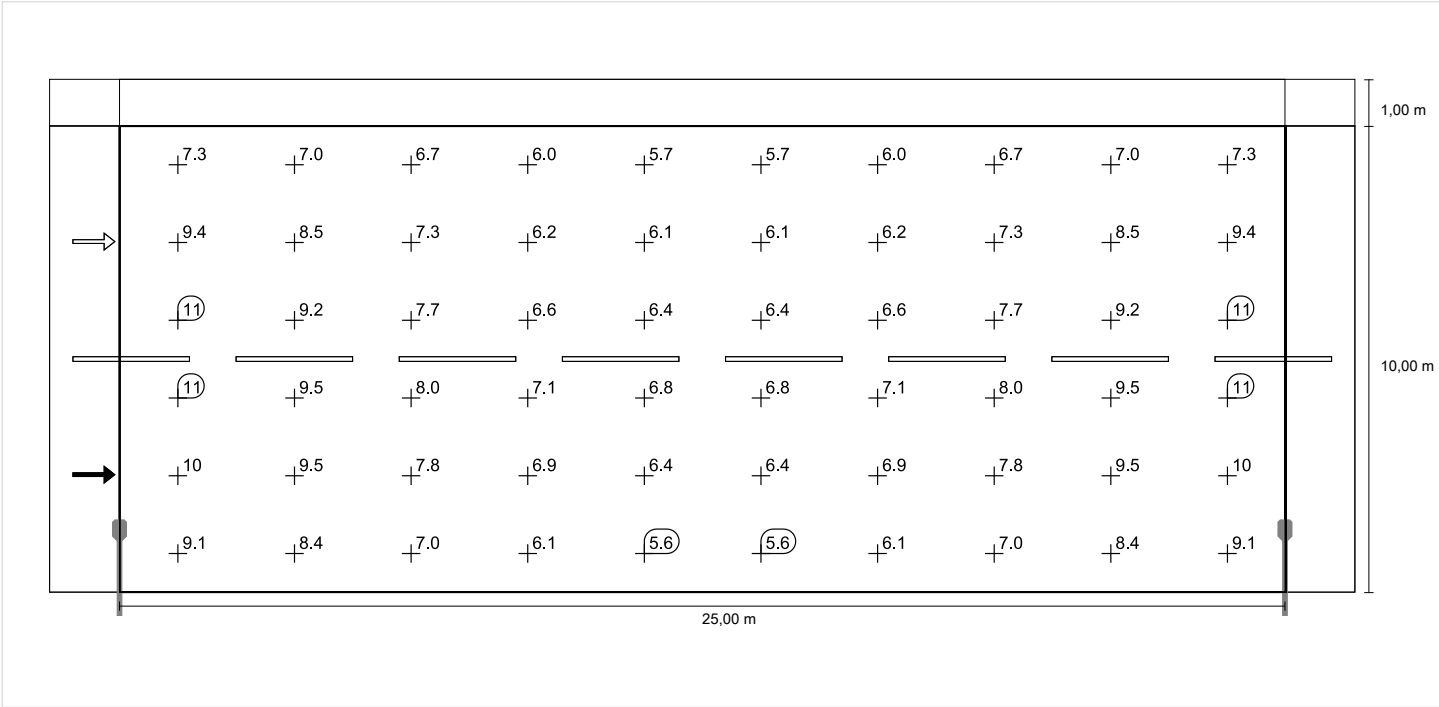 1,00 m
7.3 7.0 6.7 6.0 5.7 5.7 6.0 6.7 7.0 7.3
9.4 8.5 7.3 6.2 6.1 6.1 6.2 7.3 8.5 9.4
11 9.2 7.7 6.6 6.4 6.4 6.6 7.7 9.2 11
10,00 m
11 9.5 8.0 7.1 6.8 6.8 7.1 8.0 9.5 11
10 9.5 7.8 6.9 6.4 6.4 6.9 7.8 9.5 10
9.1 8.4 7.0 6.1 5.6 5.6 6.1 7.0 8.4 9.1
25,00 m